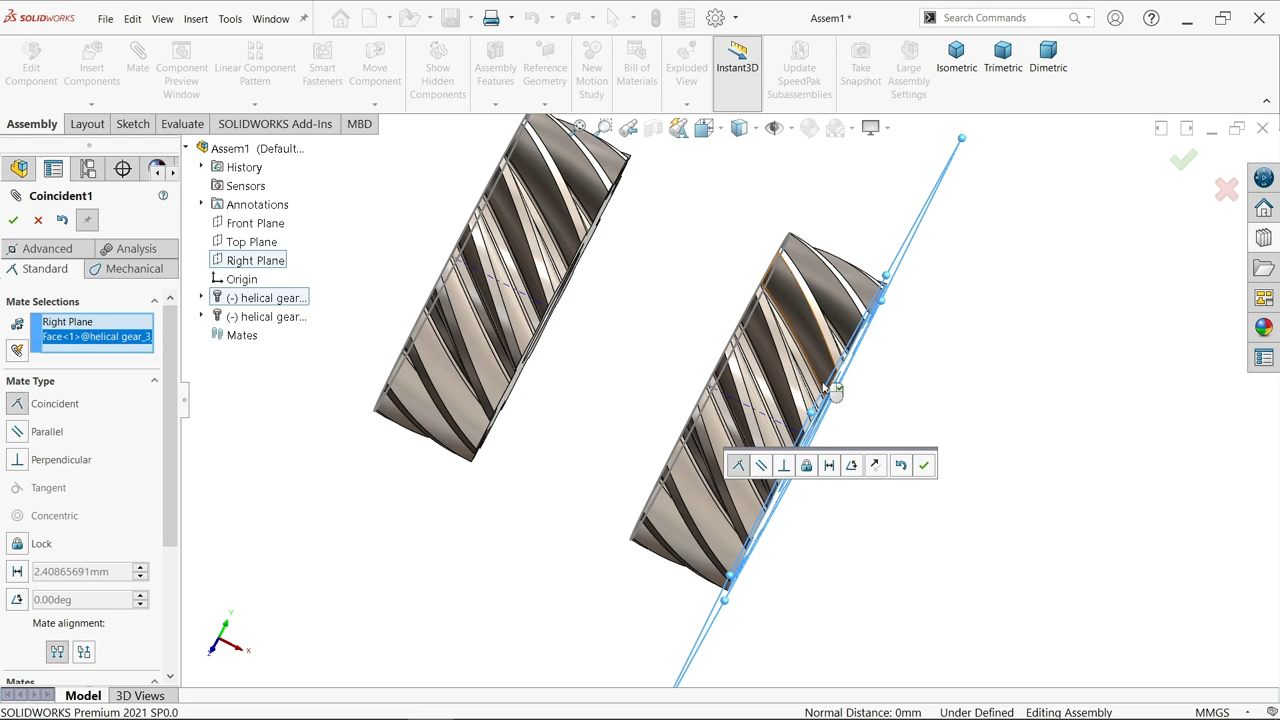 SOLIDWORKS File Edit View Insert Tools Window Assem1 * Search Commands
Edit Component
Insert Components
Mate
Component Preview Window
Linear Component Pattern
Smart Fasteners
Move Component
Show Hidden Components
Assembly Features
Reference Geometry
New Motion Study
Bill of Materials
Exploded View
Instant3D
Update SpeedPak Subassemblies
Take Snapshot
Large Assembly Settings
Isometric
Trimetric
Dimetric
Assembly Layout Sketch Evaluate SOLIDWORKS Add-Ins MBD
Assem1 (Default...
History
Sensors
Annotations
Front Plane
Top Plane
Right Plane
Origin
(-) helical gear...
(-) helical gear...
Mates
Coincident1
Advanced Analysis
Standard Mechanical
Mate Selections
Right Plane
Face<1>@helical gear_3
Mate Type
Coincident
Parallel
Perpendicular
Tangent
Concentric
Lock
2.40865691mm
0.00deg
Mate alignment:
Y
X
Z
Model 3D Views
SOLIDWORKS Premium 2021 SP0.0 Normal Distance: 0mm Under Defined Editing Assembly MMGS